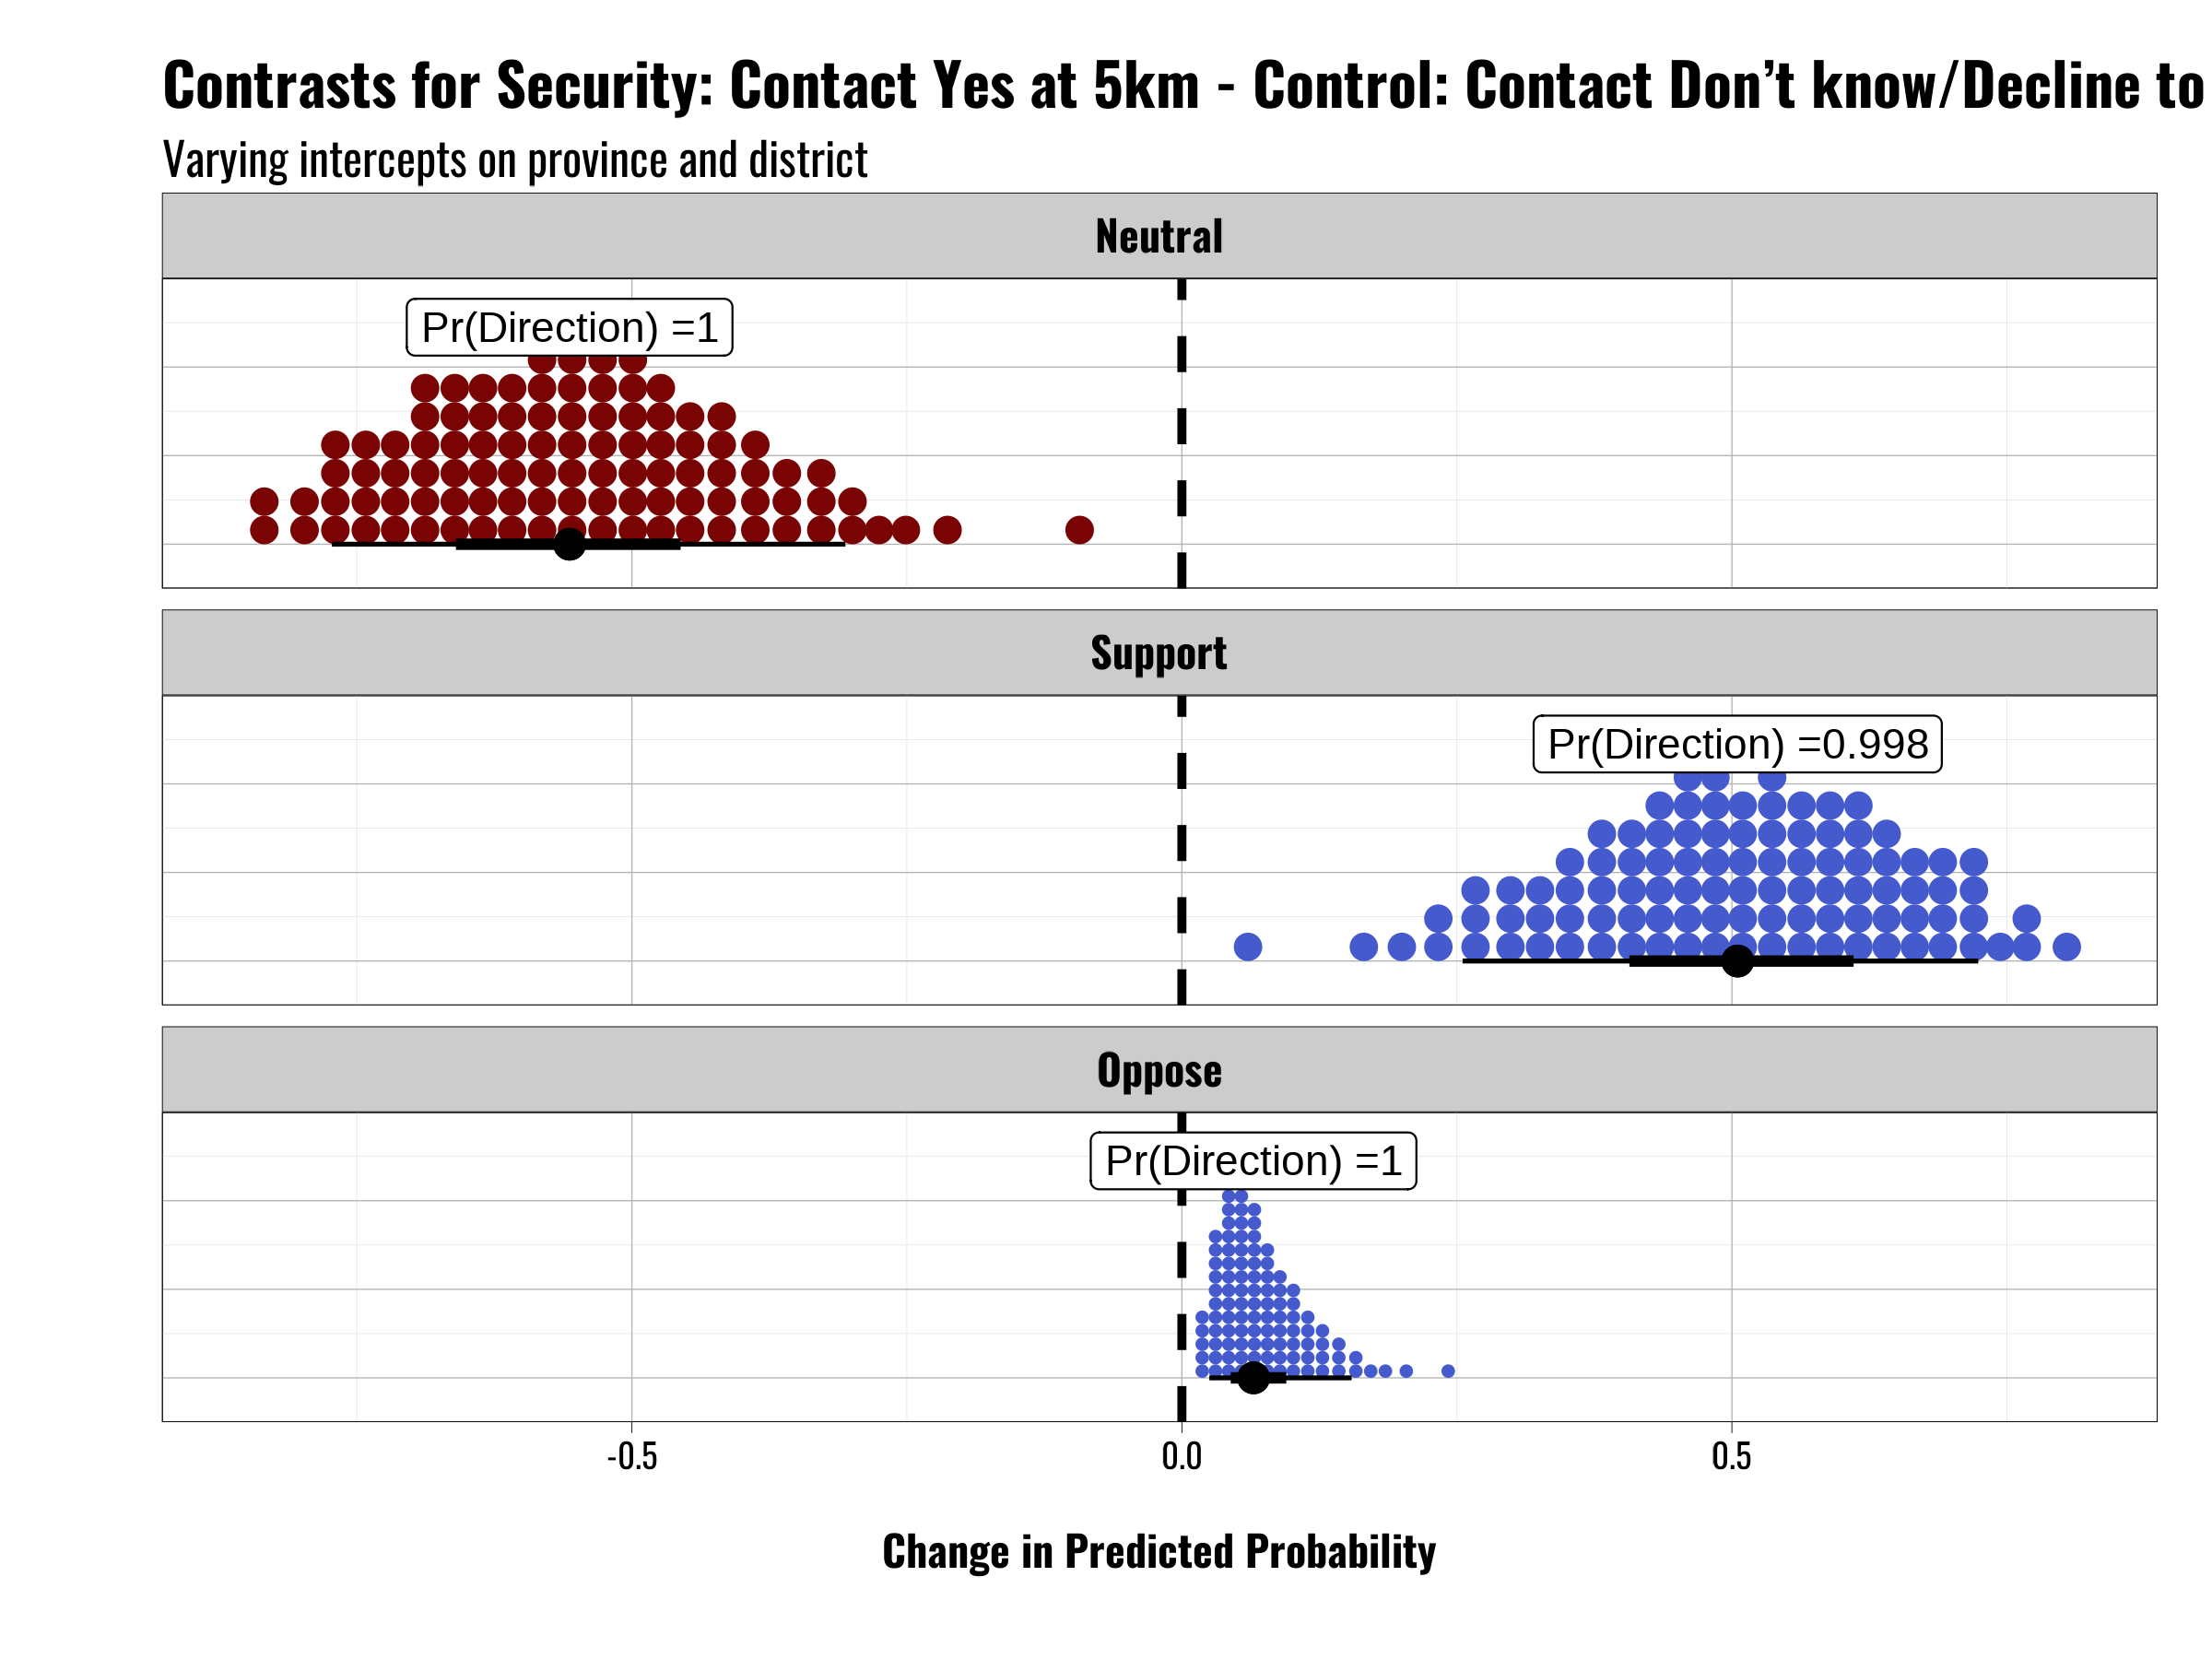 Contrasts for Security: Contact Yes at 5km - Control: Contact Don’t know/Decline to
Varying intercepts on province and district
Neutral
Pr(Direction) =1
Support
Pr(Direction) =0.998
Oppose
Pr(Direction) =1
-0.5 0.0 0.5
Change in Predicted Probability